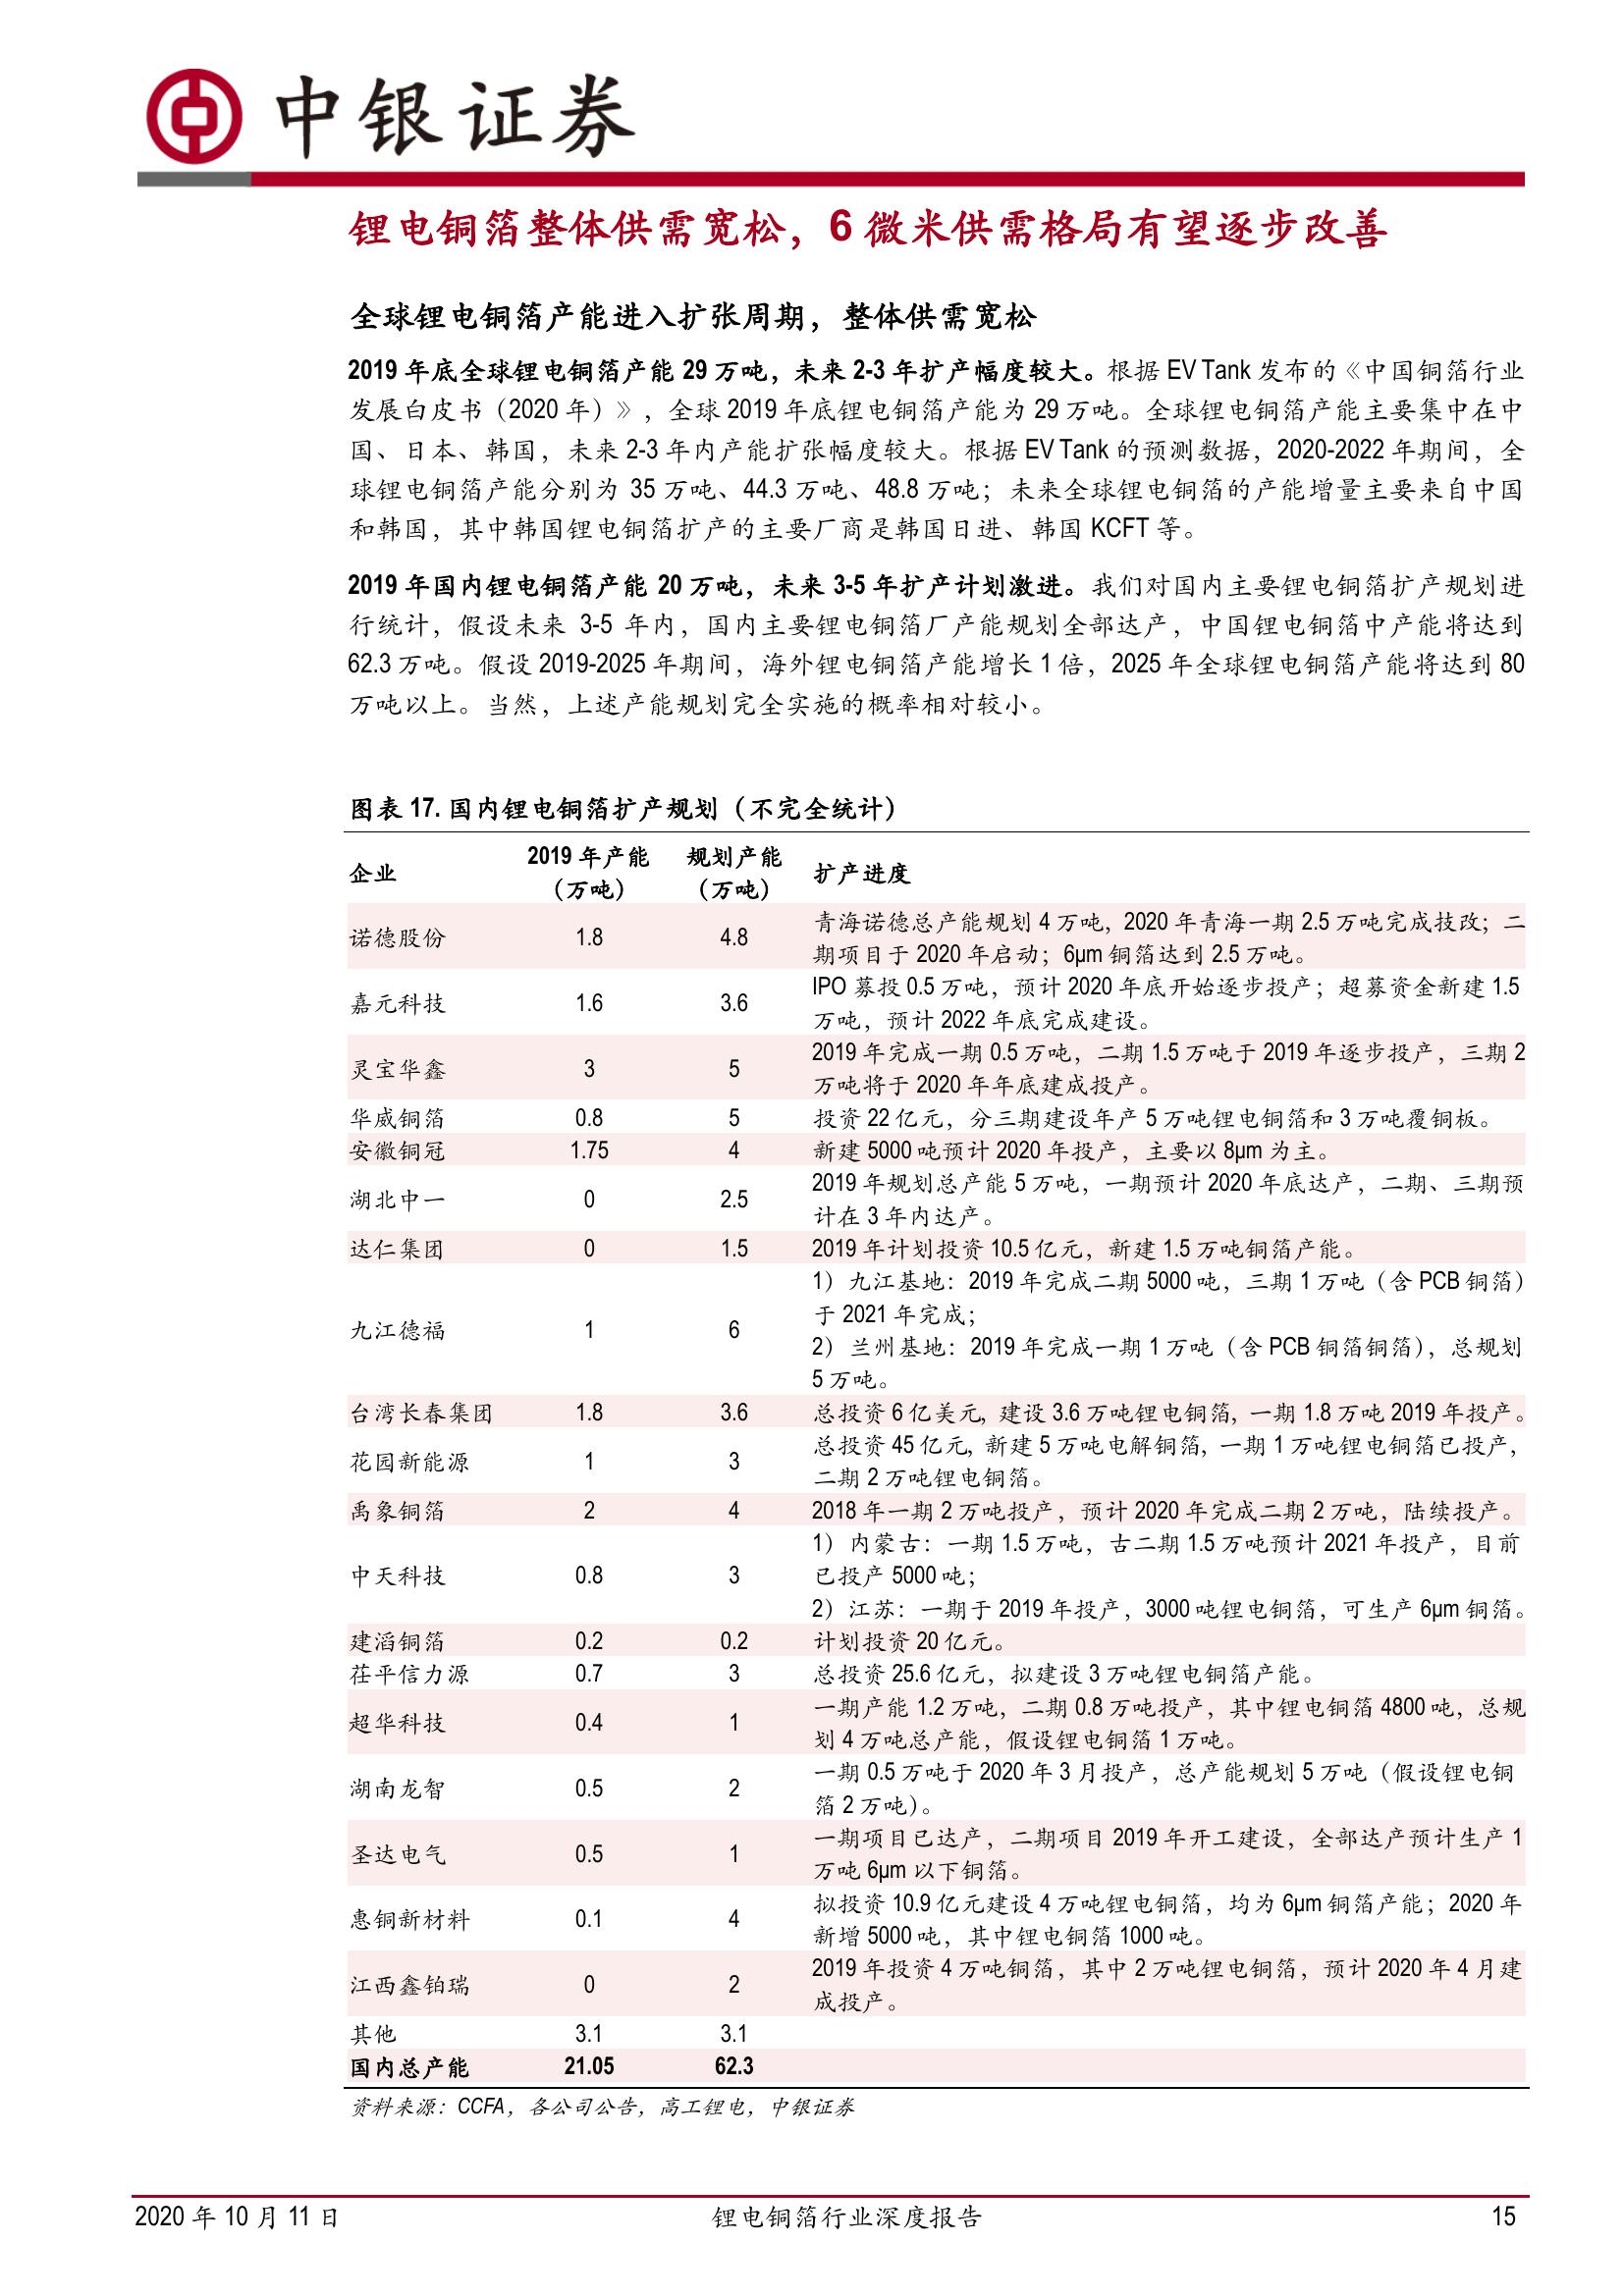 中银证券
锂电铜箔整体供需宽松，6 微米供需格局有望逐步改善
全球锂电铜箔产能进入扩张周期，整体供需宽松
2019 年底全球锂电铜箔产能 29 万吨，未来 2-3 年扩产幅度较大。根据 EV Tank 发布的《中国铜箔行业
发展白皮书（2020 年）》，全球 2019 年底锂电铜箔产能为 29 万吨。全球锂电铜箔产能主要集中在中
国、日本、韩国，未来 2-3 年内产能扩张幅度较大。根据 EV Tank 的预测数据，2020-2022 年期间，全
球锂电铜箔产能分别为 35 万吨、44.3 万吨、48.8 万吨；未来全球锂电铜箔的产能增量主要来自中国
和韩国，其中韩国锂电铜箔扩产的主要厂商是韩国日进、韩国 KCFT 等。
2019 年国内锂电铜箔产能 20 万吨，未来 3-5 年扩产计划激进。我们对国内主要锂电铜箔扩产规划进
行统计，假设未来 3-5 年内，国内主要锂电铜箔厂产能规划全部达产，中国锂电铜箔中产能将达到
62.3 万吨。假设 2019-2025 年期间，海外锂电铜箔产能增长 1 倍，2025 年全球锂电铜箔产能将达到 80
万吨以上。当然，上述产能规划完全实施的概率相对较小。
图表 17. 国内锂电铜箔扩产规划（不完全统计）
企业 2019 年产能（万吨） 规划产能（万吨） 扩产进度
诺德股份 1.8 4.8 青海诺德总产能规划 4 万吨，2020 年青海一期 2.5 万吨完成技改；二
期项目于 2020 年启动；6μm 铜箔达到 2.5 万吨。
嘉元科技 1.6 3.6 IPO 募投 0.5 万吨，预计 2020 年底开始逐步投产；超募资金新建 1.5
万吨，预计 2022 年底完成建设。
灵宝华鑫 3 5 2019 年完成一期 0.5 万吨，二期 1.5 万吨于 2019 年逐步投产，三期 2
万吨将于 2020 年年底建成投产。
华威铜箔 0.8 5 投资 22 亿元，分三期建设年产 5 万吨锂电铜箔和 3 万吨覆铜板。
安徽铜冠 1.75 4 新建 5000 吨预计 2020 年投产，主要以 8μm 为主。
湖北中一 0 2.5 2019 年规划总产能 5 万吨，一期预计 2020 年底达产，二期、三期预
计在 3 年内达产。
达仁集团 0 1.5 2019 年计划投资 10.5 亿元，新建 1.5 万吨铜箔产能。
九江德福 1 6 1）九江基地：2019 年完成二期 5000 吨，三期 1 万吨（含 PCB 铜箔）
于 2021 年完成；
2）兰州基地：2019 年完成一期 1 万吨（含 PCB 铜箔铜箔），总规划
5 万吨。
台湾长春集团 1.8 3.6 总投资 6 亿美元，建设 3.6 万吨锂电铜箔，一期 1.8 万吨 2019 年投产。
花园新能源 1 3 总投资 45 亿元，新建 5 万吨电解铜箔，一期 1 万吨锂电铜箔已投产，
二期 2 万吨锂电铜箔。
禹象铜箔 2 4 2018 年一期 2 万吨投产，预计 2020 年完成二期 2 万吨，陆续投产。
中天科技 0.8 3 1）内蒙古：一期 1.5 万吨，古二期 1.5 万吨预计 2021 年投产，目前
已投产 5000 吨；
2）江苏：一期于 2019 年投产，3000 吨锂电铜箔，可生产 6μm 铜箔。
建滔铜箔 0.2 0.2 计划投资 20 亿元。
茌平信力源 0.7 3 总投资 25.6 亿元，拟建设 3 万吨锂电铜箔产能。
超华科技 0.4 1 一期产能 1.2 万吨，二期 0.8 万吨投产，其中锂电铜箔 4800 吨，总规
划 4 万吨总产能，假设锂电铜箔 1 万吨。
湖南龙智 0.5 2 一期 0.5 万吨于 2020 年 3 月投产，总产能规划 5 万吨（假设锂电铜
箔 2 万吨）。
圣达电气 0.5 1 一期项目已达产，二期项目 2019 年开工建设，全部达产预计生产 1
万吨 6μm 以下铜箔。
惠铜新材料 0.1 4 拟投资 10.9 亿元建设 4 万吨锂电铜箔，均为 6μm 铜箔产能；2020 年
新增 5000 吨，其中锂电铜箔 1000 吨。
江西鑫铂瑞 0 2 2019 年投资 4 万吨铜箔，其中 2 万吨锂电铜箔，预计 2020 年 4 月建
成投产。
其他 3.1 3.1
国内总产能 21.05 62.3
资料来源：CCFA，各公司公告，高工锂电，中银证券
2020 年 10 月 11 日 锂电铜箔行业深度报告 15